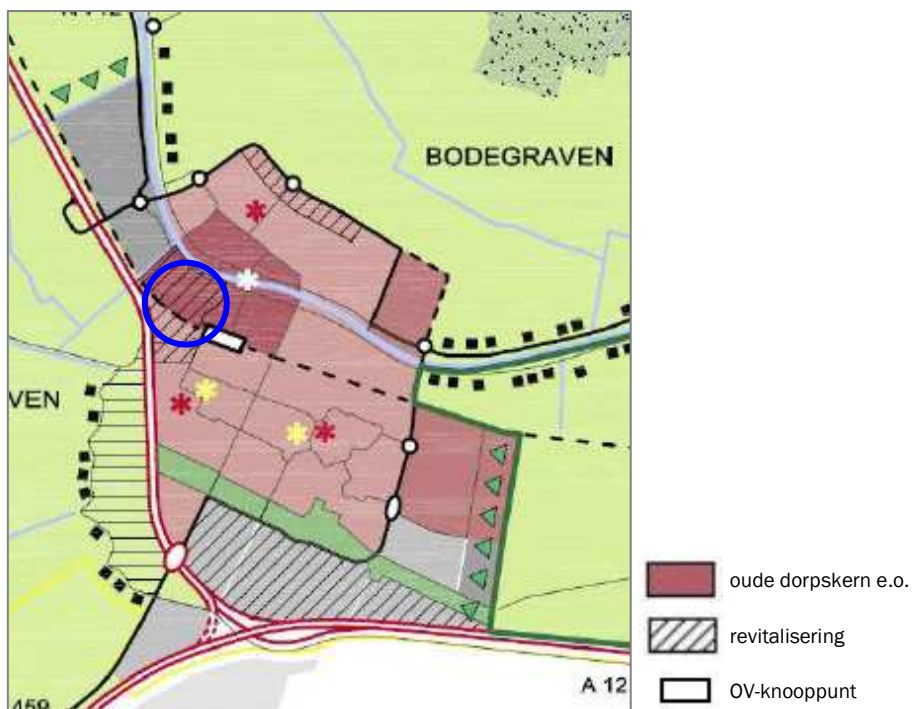 BODEGRAVEN
VEN
oude dorpskern e.o.
revitalisering
A 12
OV-knooppunt
459